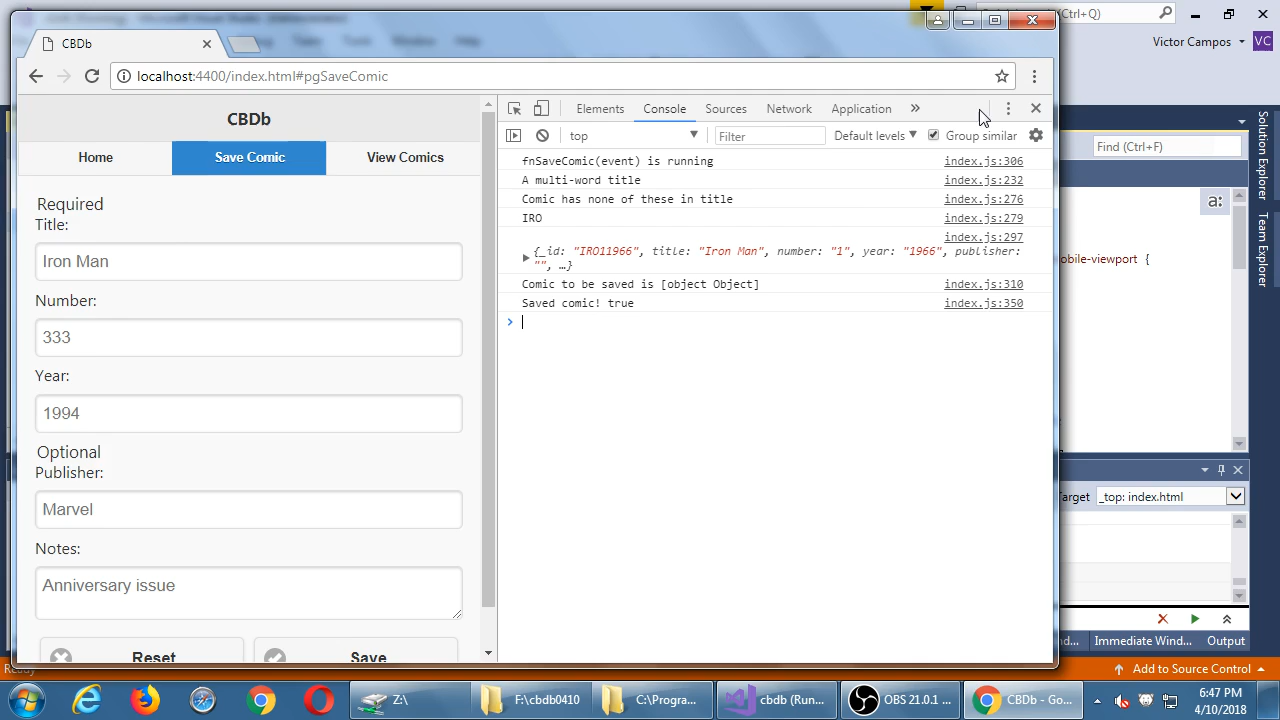 (Ctrl+Q)
Victor Campos
VC
CBDb
localhost:4400/index.html#pgSaveComic
CBDb
Home
Save Comic
View Comics
Required
Title:
Iron Man
Number:
333
Year:
1994
Optional
Publisher:
Marvel
Notes:
Anniversary issue
Reset
Save
Elements
Console
Sources
Network
Application
»
top
Filter
Default levels
Group similar
fnSaveComic(event) is running
index.js:306
A multi-word title
index.js:232
Comic has none of these in title
index.js:276
IRO
index.js:279
index.js:297
{_id: "IRO11966", title: "Iron Man", number: "1", year: "1966", publisher:
"", …}
Comic to be saved is [object Object]
index.js:310
Saved comic! true
index.js:350
>
Find (Ctrl+F)
a:
obile-viewport {
Solution Explorer
Team Explorer
Target
_top: index.html
nd...
Immediate Wind...
Output
Ready
Add to Source Control
Z:\
F:\cbdb0410
C:\Progra...
cbdb (Run...
OBS 21.0.1 ...
CBDb - Go...
6:47 PM
4/10/2018